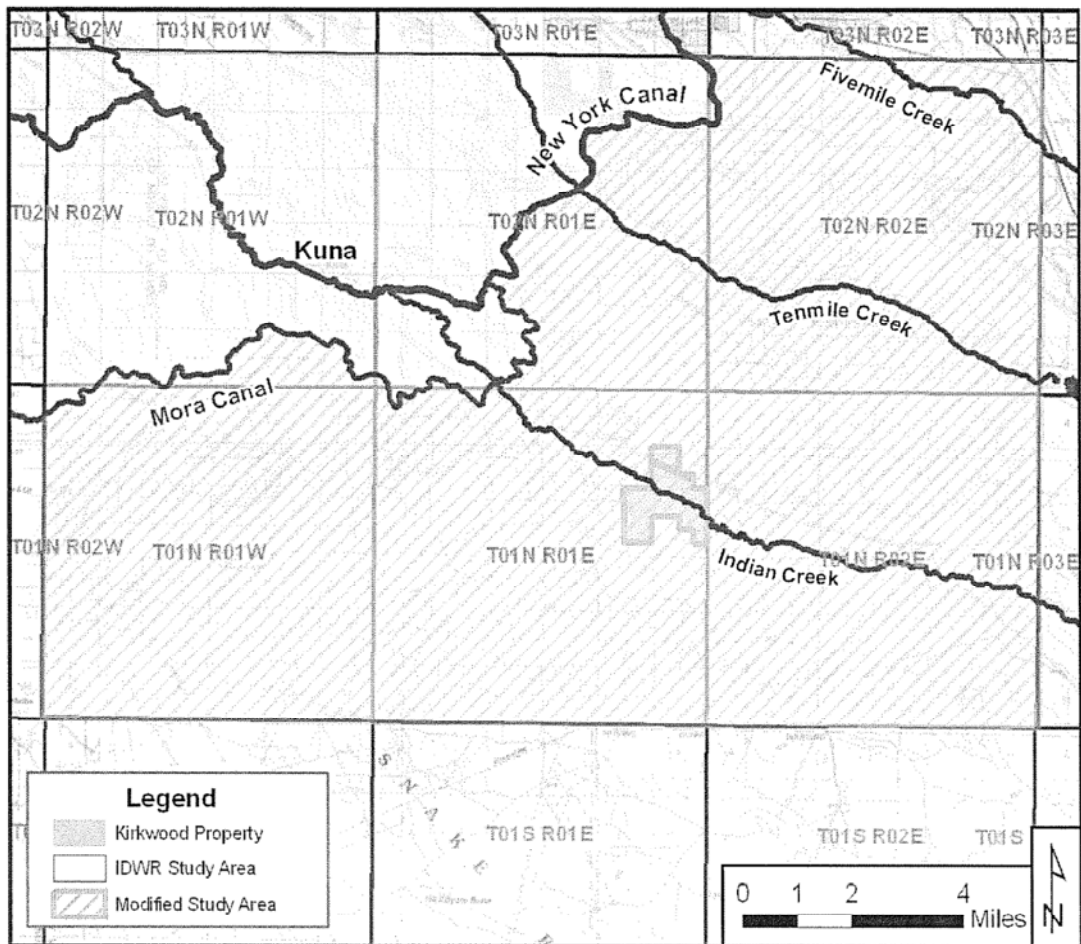 T03N R02W
T03N R01W
T03N R01E
T03N R02E
T03N R03E
Fivemile Creek
New York Canal
T02N R02W
T02N R01W
T02N R01E
T02N R02E
T02N R03E
Kuna
Tenmile Creek
Mora Canal
T01N R02W
T01N R01W
T01N R01E
T01N R02E
T01N R03E
Indian Creek
SNAKE
T01S R01E
T01S R02E
T01S
Legend
Kirkwood Property
IDWR Study Area
Modified Study Area
0 1 2 4
Miles
N